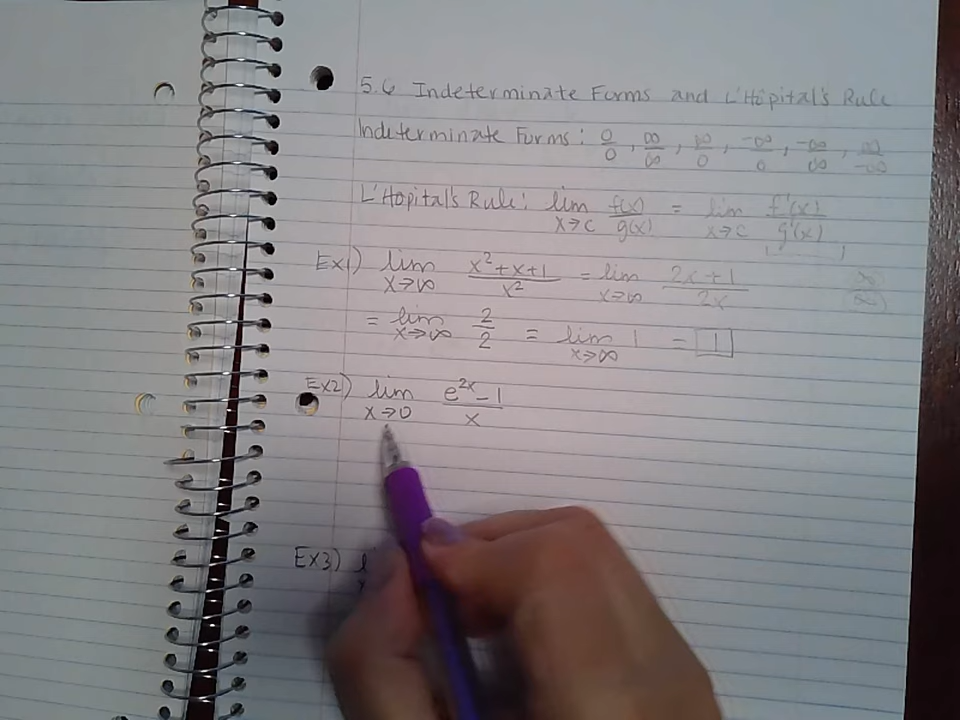 5.6 Indeterminate Forms and L'Hôpital's Rule
Indeterminate Forms: 0/0, ∞/∞, ∞/0, -∞/0, -∞/∞, ∞/-∞
L'Hôpital's Rule: lim x→c f(x)/g(x) = lim x→c f'(x)/g'(x)
Ex1) lim x→∞ (x²+x+1)/x² = lim x→∞ (2x+1)/2x ∞/∞
= lim x→∞ 2/2 = lim x→∞ 1 = 1
Ex2) lim x→0 (e²ˣ-1)/x
Ex3)